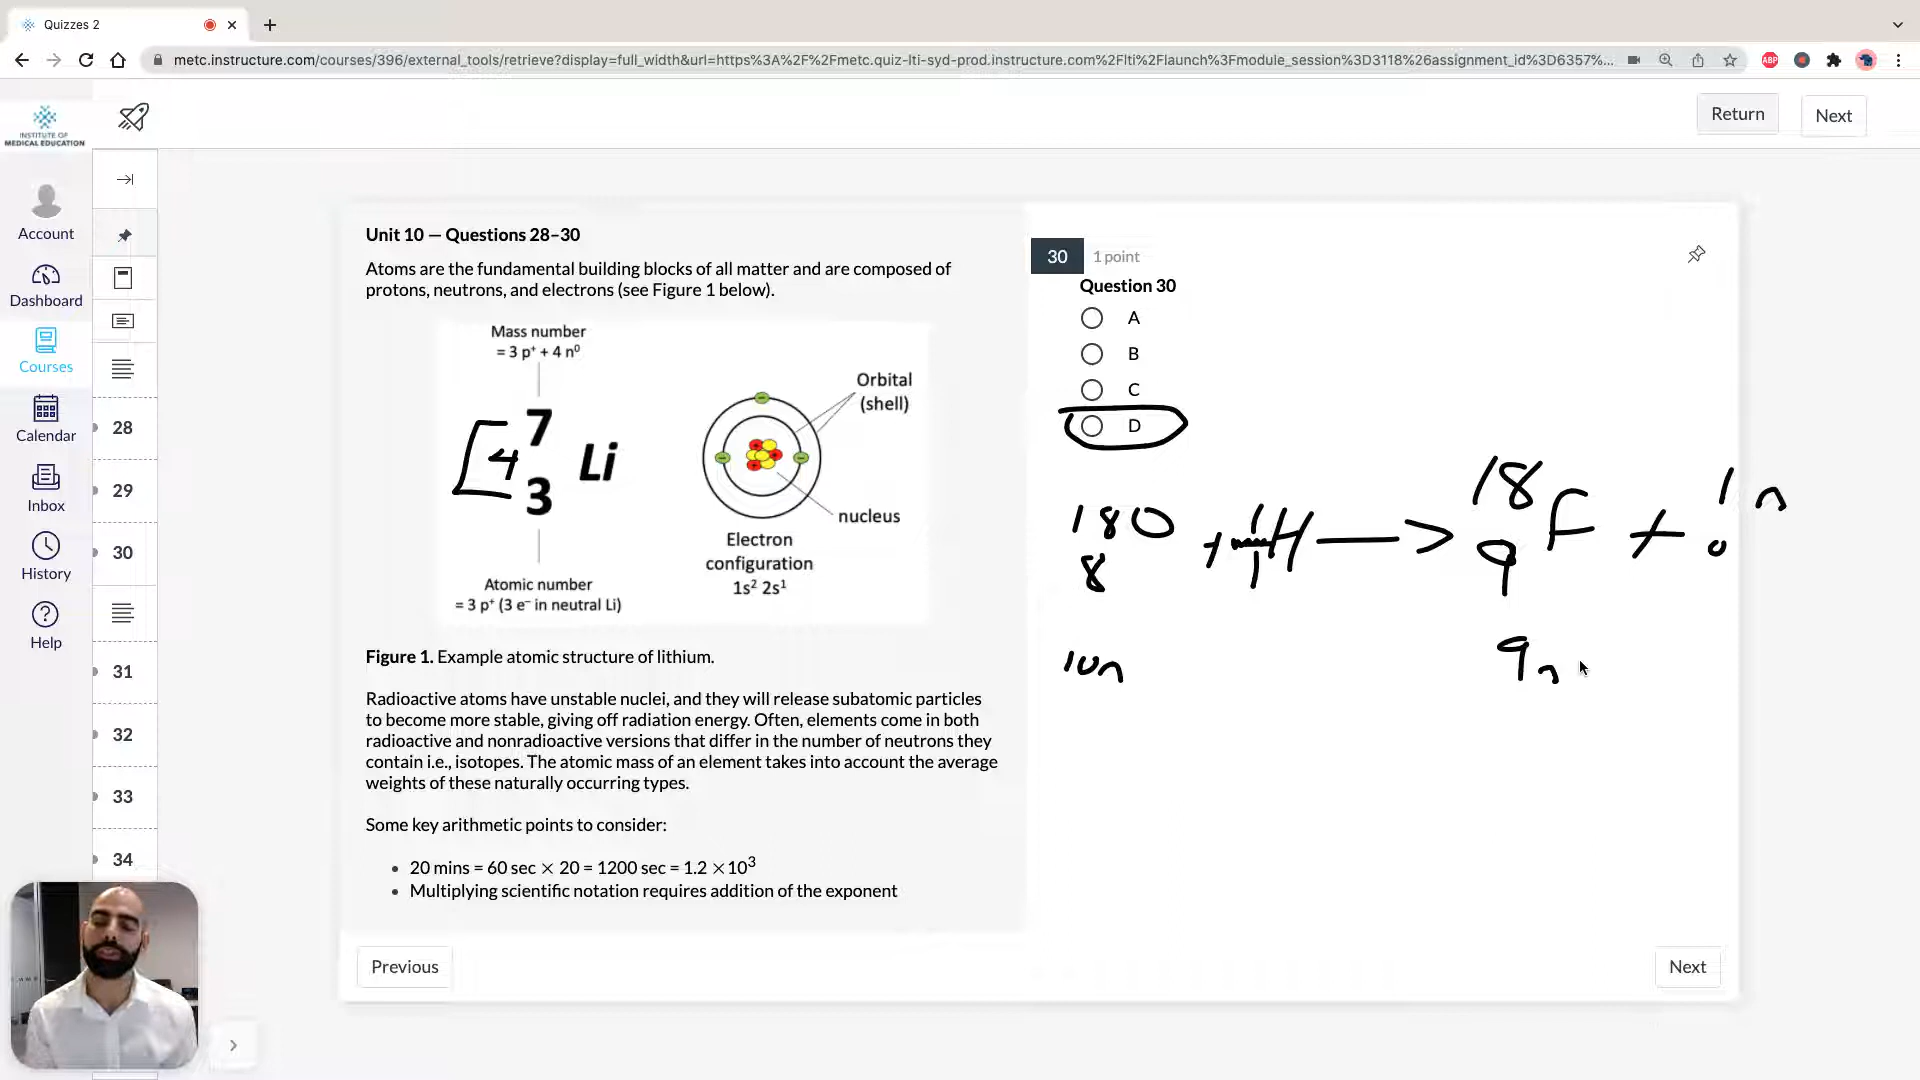 Quizzes 2
metc.instructure.com/courses/396/external_tools/retrieve?display=full_width&url=https%3A%2F%2Fmetc.quiz-lti-syd-prod.instructure.com%2Flti%2Flaunch%3Fmodule_session%3D3118%26assignment_id%3D6357%...
ABP
INSTITUTE OF
MEDICAL EDUCATION
Return
Next
Account
Dashboard
Courses
Calendar
Inbox
History
Help
28
29
30
31
32
33
34
Unit 10 — Questions 28–30
Atoms are the fundamental building blocks of all matter and are composed of
protons, neutrons, and electrons (see Figure 1 below).
Mass number
= 3 p⁺ + 4 n⁰
7
4
Li
3
Atomic number
= 3 p⁺ (3 e⁻ in neutral Li)
Orbital
(shell)
nucleus
Electron
configuration
1s² 2s¹
Figure 1. Example atomic structure of lithium.
Radioactive atoms have unstable nuclei, and they will release subatomic particles
to become more stable, giving off radiation energy. Often, elements come in both
radioactive and nonradioactive versions that differ in the number of neutrons they
contain i.e., isotopes. The atomic mass of an element takes into account the average
weights of these naturally occurring types.
Some key arithmetic points to consider:
• 20 mins = 60 sec × 20 = 1200 sec = 1.2 ×10³
• Multiplying scientific notation requires addition of the exponent
30
1 point
Question 30
A
B
C
D
18 O + 1 H → 18 F + 1 n
8 1 9 0
10n 9n
Previous
Next